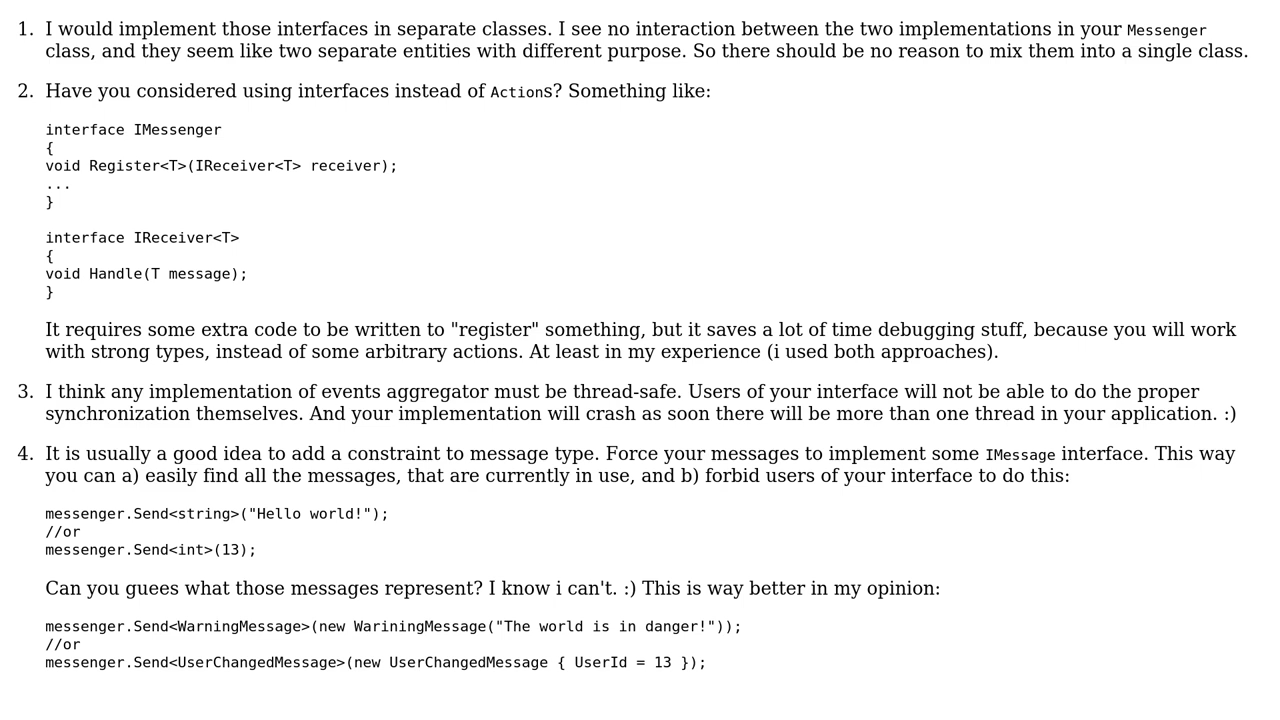 1. I would implement those interfaces in separate classes. I see no interaction between the two implementations in your Messenger
class, and they seem like two separate entities with different purpose. So there should be no reason to mix them into a single class.
2. Have you considered using interfaces instead of Actions? Something like:
interface IMessenger
{
void Register<T>(IReceiver<T> receiver);
...
}
interface IReceiver<T>
{
void Handle(T message);
}
It requires some extra code to be written to "register" something, but it saves a lot of time debugging stuff, because you will work
with strong types, instead of some arbitrary actions. At least in my experience (i used both approaches).
3. I think any implementation of events aggregator must be thread-safe. Users of your interface will not be able to do the proper
synchronization themselves. And your implementation will crash as soon there will be more than one thread in your application. :)
4. It is usually a good idea to add a constraint to message type. Force your messages to implement some IMessage interface. This way
you can a) easily find all the messages, that are currently in use, and b) forbid users of your interface to do this:
messenger.Send<string>("Hello world!");
//or
messenger.Send<int>(13);
Can you guees what those messages represent? I know i can't. :) This is way better in my opinion:
messenger.Send<WarningMessage>(new WariningMessage("The world is in danger!"));
//or
messenger.Send<UserChangedMessage>(new UserChangedMessage { UserId = 13 });